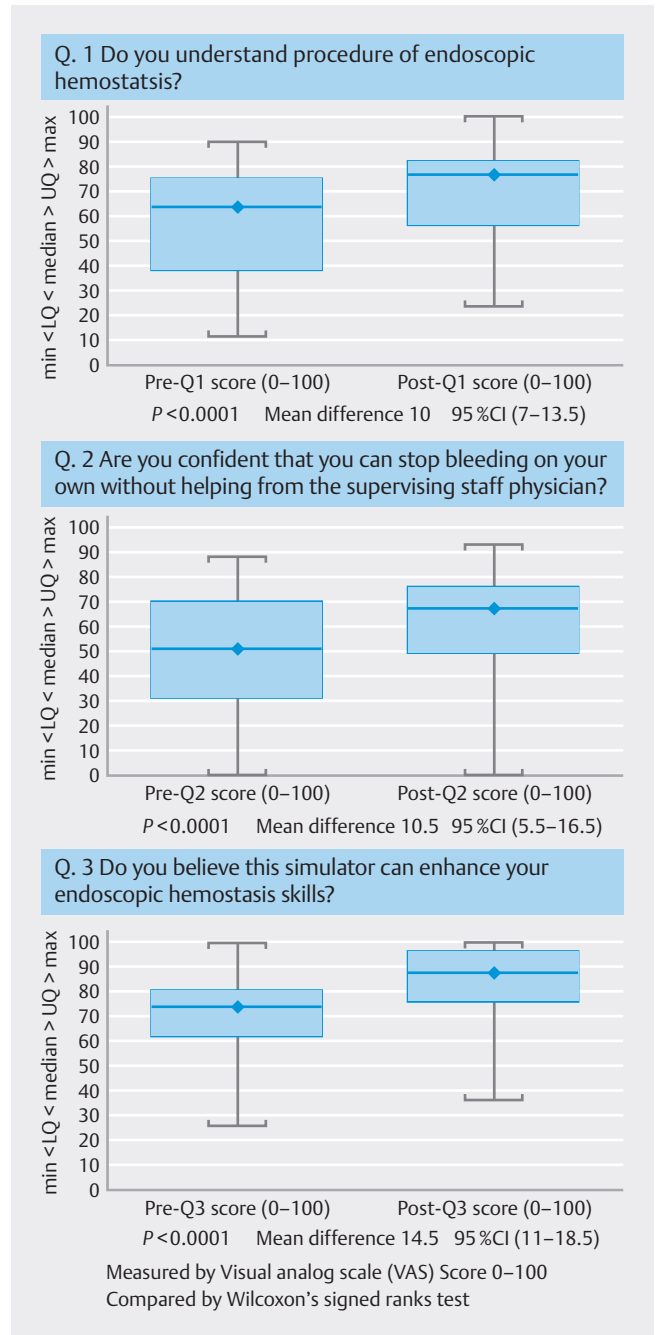 Q. 1 Do you understand procedure of endoscopic
hemostatsis?
min <LQ < median > UQ > max
100
90
80
70
60
50
40
30
20
10
0
Pre-Q1 score (0–100) Post-Q1 score (0–100)
P<0.0001 Mean difference 10 95%CI (7–13.5)
Q. 2 Are you confident that you can stop bleeding on your
own without helping from the supervising staff physician?
min <LQ < median > UQ > max
100
90
80
70
60
50
40
30
20
10
0
Pre-Q2 score (0–100) Post-Q2 score (0–100)
P<0.0001 Mean difference 10.5 95%CI (5.5–16.5)
Q. 3 Do you believe this simulator can enhance your
endoscopic hemostasis skills?
min <LQ < median > UQ > max
100
90
80
70
60
50
40
30
20
10
0
Pre-Q3 score (0–100) Post-Q3 score (0–100)
P<0.0001 Mean difference 14.5 95%CI (11–18.5)
Measured by Visual analog scale (VAS) Score 0–100
Compared by Wilcoxon’s signed ranks test